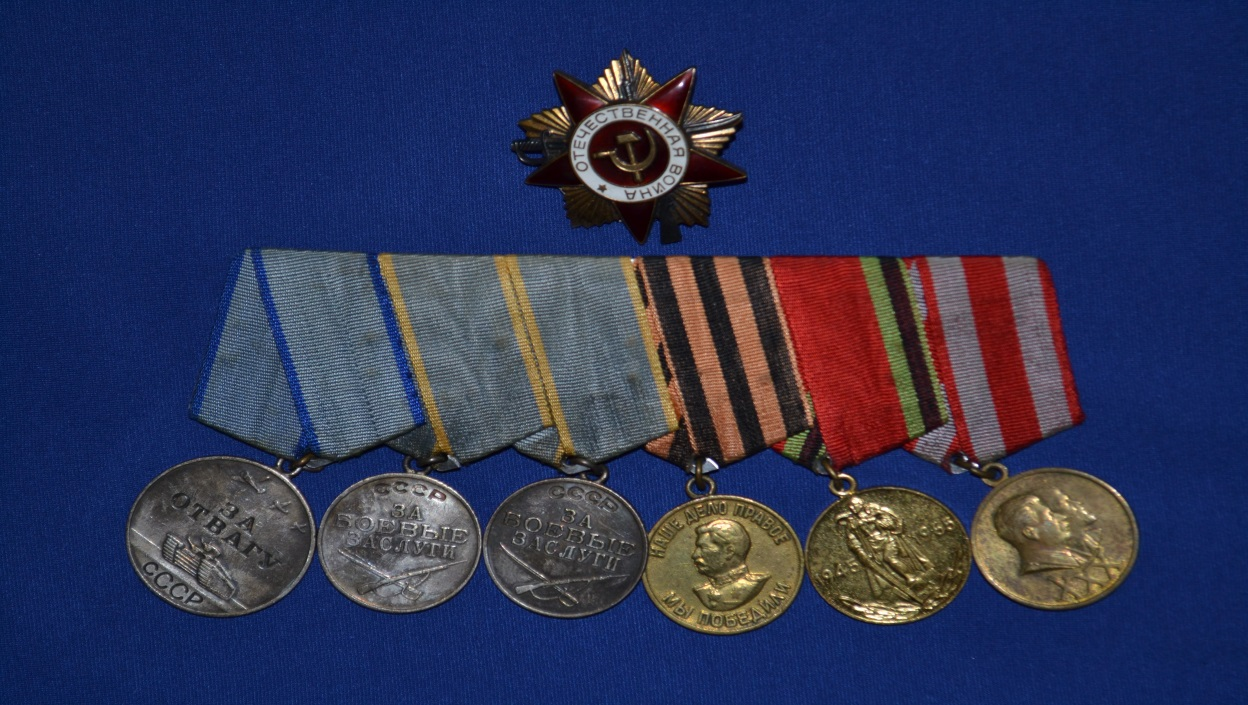 ОТЕЧЕСТВЕННАЯ ВОЙНА
ЗА
ОТВАГУ
СССР
СССР
ЗА
БОЕВЫЕ
ЗАСЛУГИ
СССР
ЗА
БОЕВЫЕ
ЗАСЛУГИ
НАШЕ ДЕЛО ПРАВОЕ
МЫ ПОБЕДИЛИ
1945